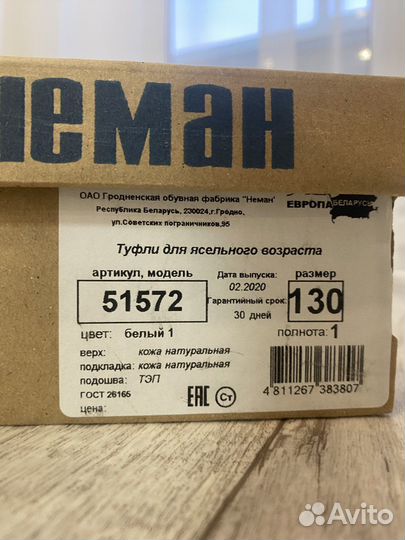 неман
ОАО Гродненская обувная фабрика "Неман"
Республика Беларусь, 230024,г.Гродно,
ул.Советских пограничников,95
ЕВРОПА БЕЛАРУСЬ
Туфли для ясельного возраста
артикул, модель
51572
Дата выпуска:
02.2020
Гарантийный срок:
30 дней
размер
130
цвет: белый 1
полнота: 1
верх: кожа натуральная
подкладка: кожа натуральная
подошва: ТЭП
ГОСТ 26165
цена:
EAC
Ст
4 811267 383807
Avito